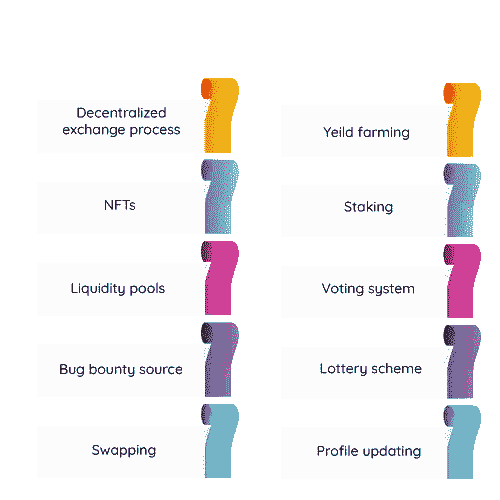 Decentralized
exchange process
NFTs
Liquidity pools
Bug bounty source
Swapping
Yeild farming
Staking
Voting system
Lottery scheme
Profile updating